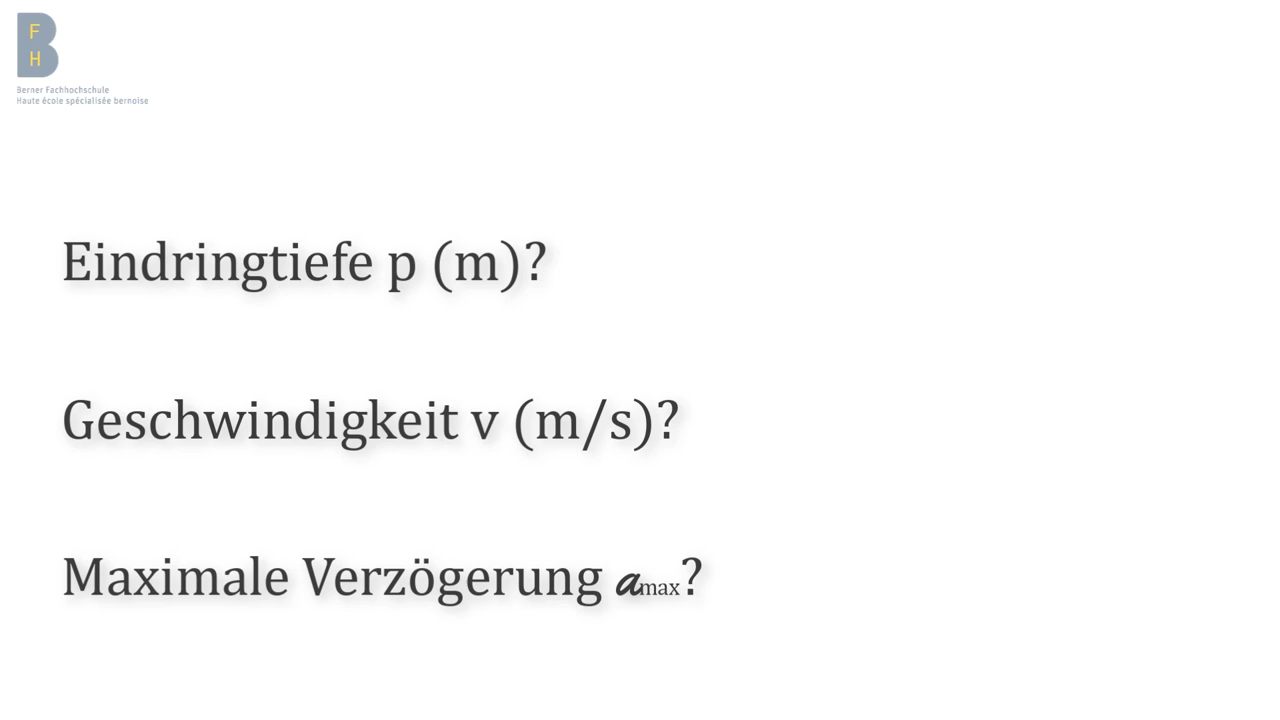 F
H
Berner Fachhochschule
Haute école spécialisée bernoise
Eindringtiefe p (m)?
Geschwindigkeit v (m/s)?
Maximale Verzögerung amax?